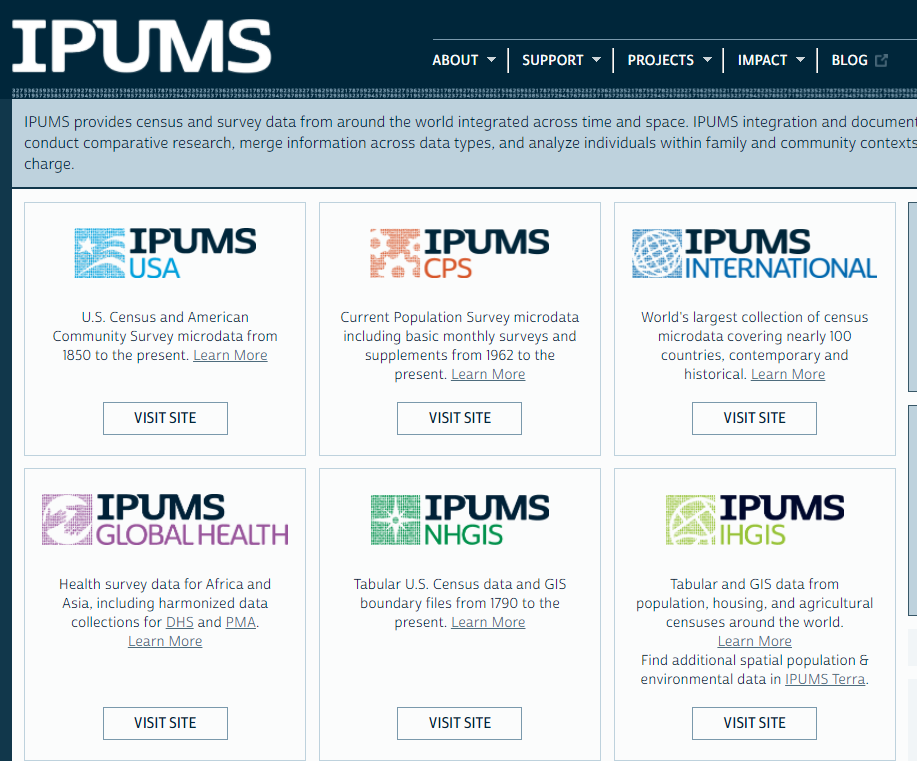 IPUMS
ABOUT
SUPPORT
PROJECTS
IMPACT
BLOG
IPUMS provides census and survey data from around the world integrated across time and space. IPUMS integration and document
conduct comparative research, merge information across data types, and analyze individuals within family and community contexts
charge.
IPUMS
USA
U.S. Census and American
Community Survey microdata from
1850 to the present. Learn More
VISIT SITE
IPUMS
CPS
Current Population Survey microdata
including basic monthly surveys and
supplements from 1962 to the
present. Learn More
VISIT SITE
IPUMS
INTERNATIONAL
World's largest collection of census
microdata covering nearly 100
countries, contemporary and
historical. Learn More
VISIT SITE
IPUMS
GLOBAL HEALTH
Health survey data for Africa and
Asia, including harmonized data
collections for DHS and PMA.
Learn More
VISIT SITE
IPUMS
NHGIS
Tabular U.S. Census data and GIS
boundary files from 1790 to the
present. Learn More
VISIT SITE
IPUMS
IHGIS
Tabular and GIS data from
population, housing, and agricultural
censuses around the world.
Learn More
Find additional spatial population &
environmental data in IPUMS Terra.
VISIT SITE